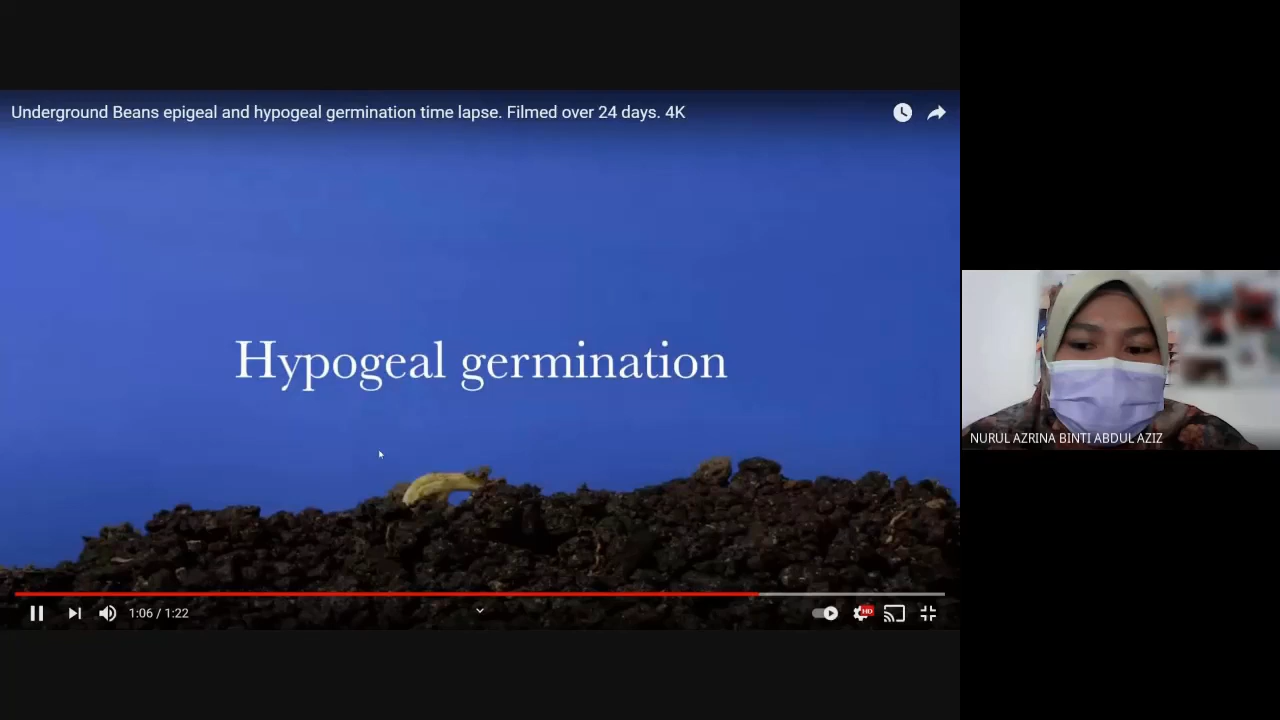 Underground Beans epigeal and hypogeal germination time lapse. Filmed over 24 days. 4K
Hypogeal germination
1:06 / 1:22
HD
NURUL AZRINA BINTI ABDUL AZIZ